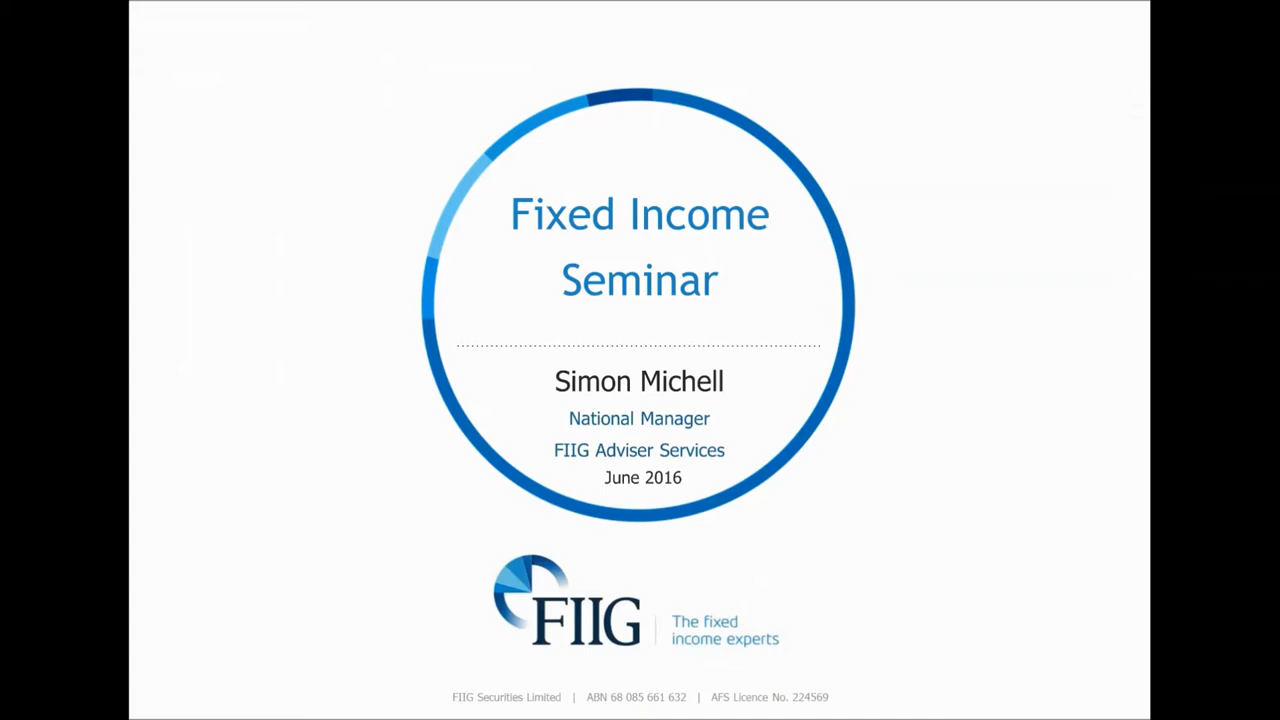 Fixed Income
Seminar
Simon Michell
National Manager
FIIG Adviser Services
June 2016
FIIG
The fixed
income experts
FIIG Securities Limited | ABN 68 085 661 632 | AFS Licence No. 224569